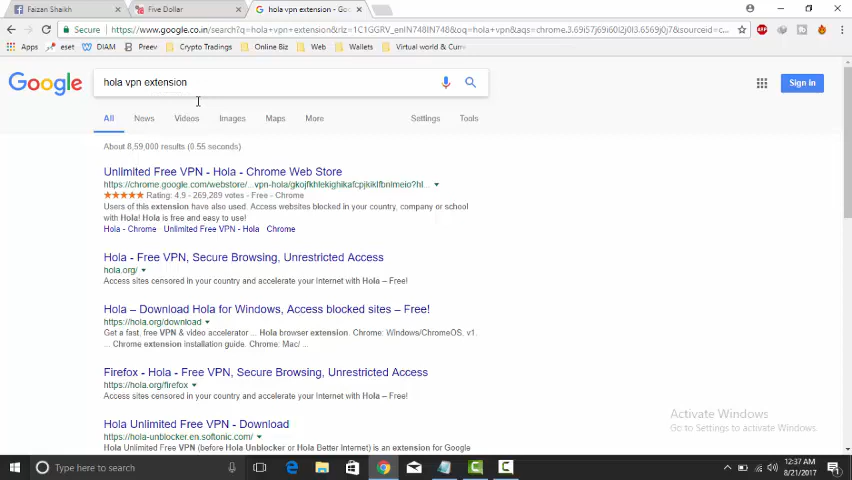 Faizan Shaikh
Five Dollar
hola vpn extension - Goo
Secure
https://www.google.co.in/search?q=hola+vpn+extension&rlz=1C1GGRV_enIN748IN748&oq=hola+vpn&aqs=chrome.3.69i57j69i60l2j0l3.6569j0j7&sourceid=c...
Apps
eset
DIAM
Preev
Crypto Tradings
Online Biz
Web
Wallets
Virtual world & Curre
Google
hola vpn extension
Sign in
All
News
Videos
Images
Maps
More
Settings
Tools
About 8,59,000 results (0.55 seconds)
Unlimited Free VPN - Hola - Chrome Web Store
https://chrome.google.com/webstore/...vpn-hola/gkojfkhlekighikafcpjkiklfbnlmeio?hl...
Rating: 4.9 - 269,289 votes - Free - Chrome
Users of this extension have also used. Access websites blocked in your country, company or school
with Hola! Hola is free and easy to use!
Hola - Chrome Unlimited Free VPN - Hola Chrome
Hola - Free VPN, Secure Browsing, Unrestricted Access
hola.org/
Access sites censored in your country and accelerate your Internet with Hola – Free!
Hola – Download Hola for Windows, Access blocked sites – Free!
https://hola.org/download
Get a fast, free VPN & video accelerator ... Hola browser extension. Chrome: Windows/ChromeOS. v1.
... Chrome extension installation guide. Chrome: Mac/ ...
Firefox - Hola - Free VPN, Secure Browsing, Unrestricted Access
https://hola.org/firefox
Access sites censored in your country and accelerate your Internet with Hola – Free!
Hola Unlimited Free VPN - Download
https://hola-unblocker.en.softonic.com/
Hola Unlimited Free VPN (before Hola Unblocker or Hola Better Internet) is an extension for Google
Activate Windows
Go to Settings to activate Windows.
Type here to search
12:37 AM
8/21/2017